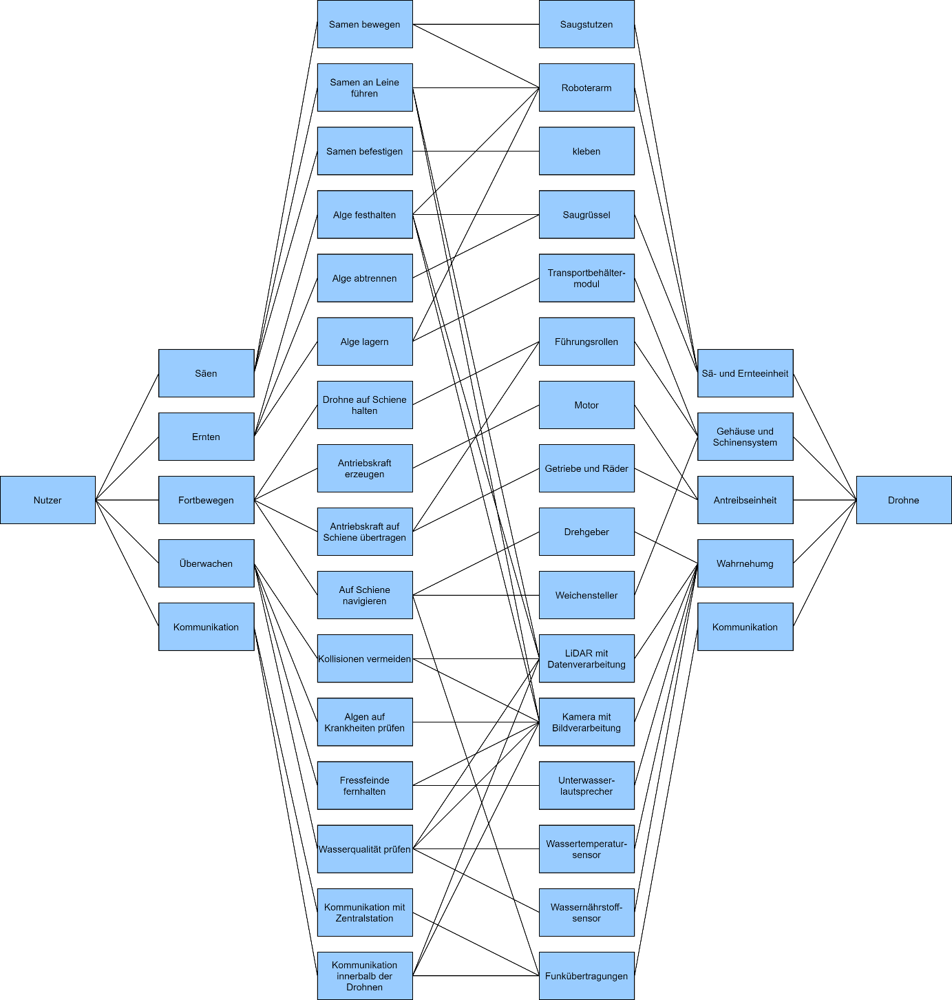 Samen bewegen
Saugstutzen
Samen an Leine
führen
Roboterarm
Samen befestigen
kleben
Alge festhalten
Saugrüssel
Alge abtrennen
Transportbehälter-
modul
Alge lagern
Führungsrollen
Säen
Sä- und Ernteeinheit
Drohne auf Schiene
halten
Motor
Ernten
Gehäuse und
Schinensystem
Antriebskraft
erzeugen
Getriebe und Räder
Nutzer
Fortbewegen
Antreibseinheit
Drohne
Antriebskraft auf
Schiene übertragen
Drehgeber
Überwachen
Wahrnehumg
Auf Schiene
navigieren
Weichensteller
Kommunikation
Kommunikation
Kollisionen vermeiden
LiDAR mit
Datenverarbeitung
Algen auf
Krankheiten prüfen
Kamera mit
Bildverarbeitung
Fressfeinde
fernhalten
Unterwasser-
lautsprecher
Wasserqualität prüfen
Wassertemperatur-
sensor
Kommunikation mit
Zentralstation
Wassernährstoff-
sensor
Kommunikation
innerhalb der
Drohnen
Funkübertragungen